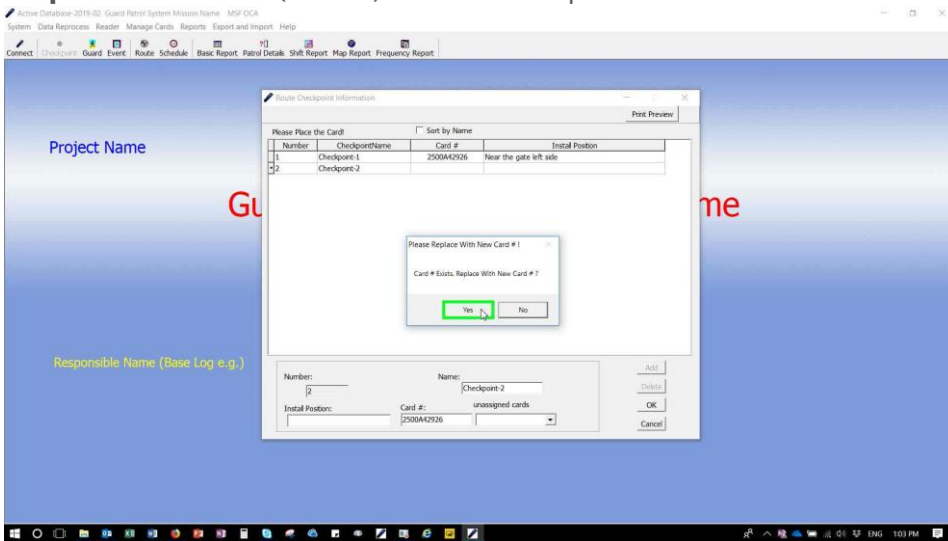 Active Database-2019-02 Guard Patrol System Mission Name MSF OCA
System Data Reprocess Reader Manage Cards Reports Export and Import Help
Connect Checkpoint Guard Event Route Schedule Basic Report Patrol Details Shift Report Map Report Frequency Report
Route Checkpoint Information
Print Preview
Please Place the Card! Sort by Name
Number CheckpointName Card # Instal Postion
1 Checkpoint-1 2500A42926 Near the gate left side
2 Checkpoint-2
Project Name
Gu me
Please Replace With New Card # !
Card # Exists, Replace With New Card # ?
Yes No
Responsible Name (Base Log e.g.)
Number: Name: Add
2 Checkpoint-2 Delete
Instal Postion: Card #: unassigned cards OK
2500A42926 Cancel
ENG 1:03 PM